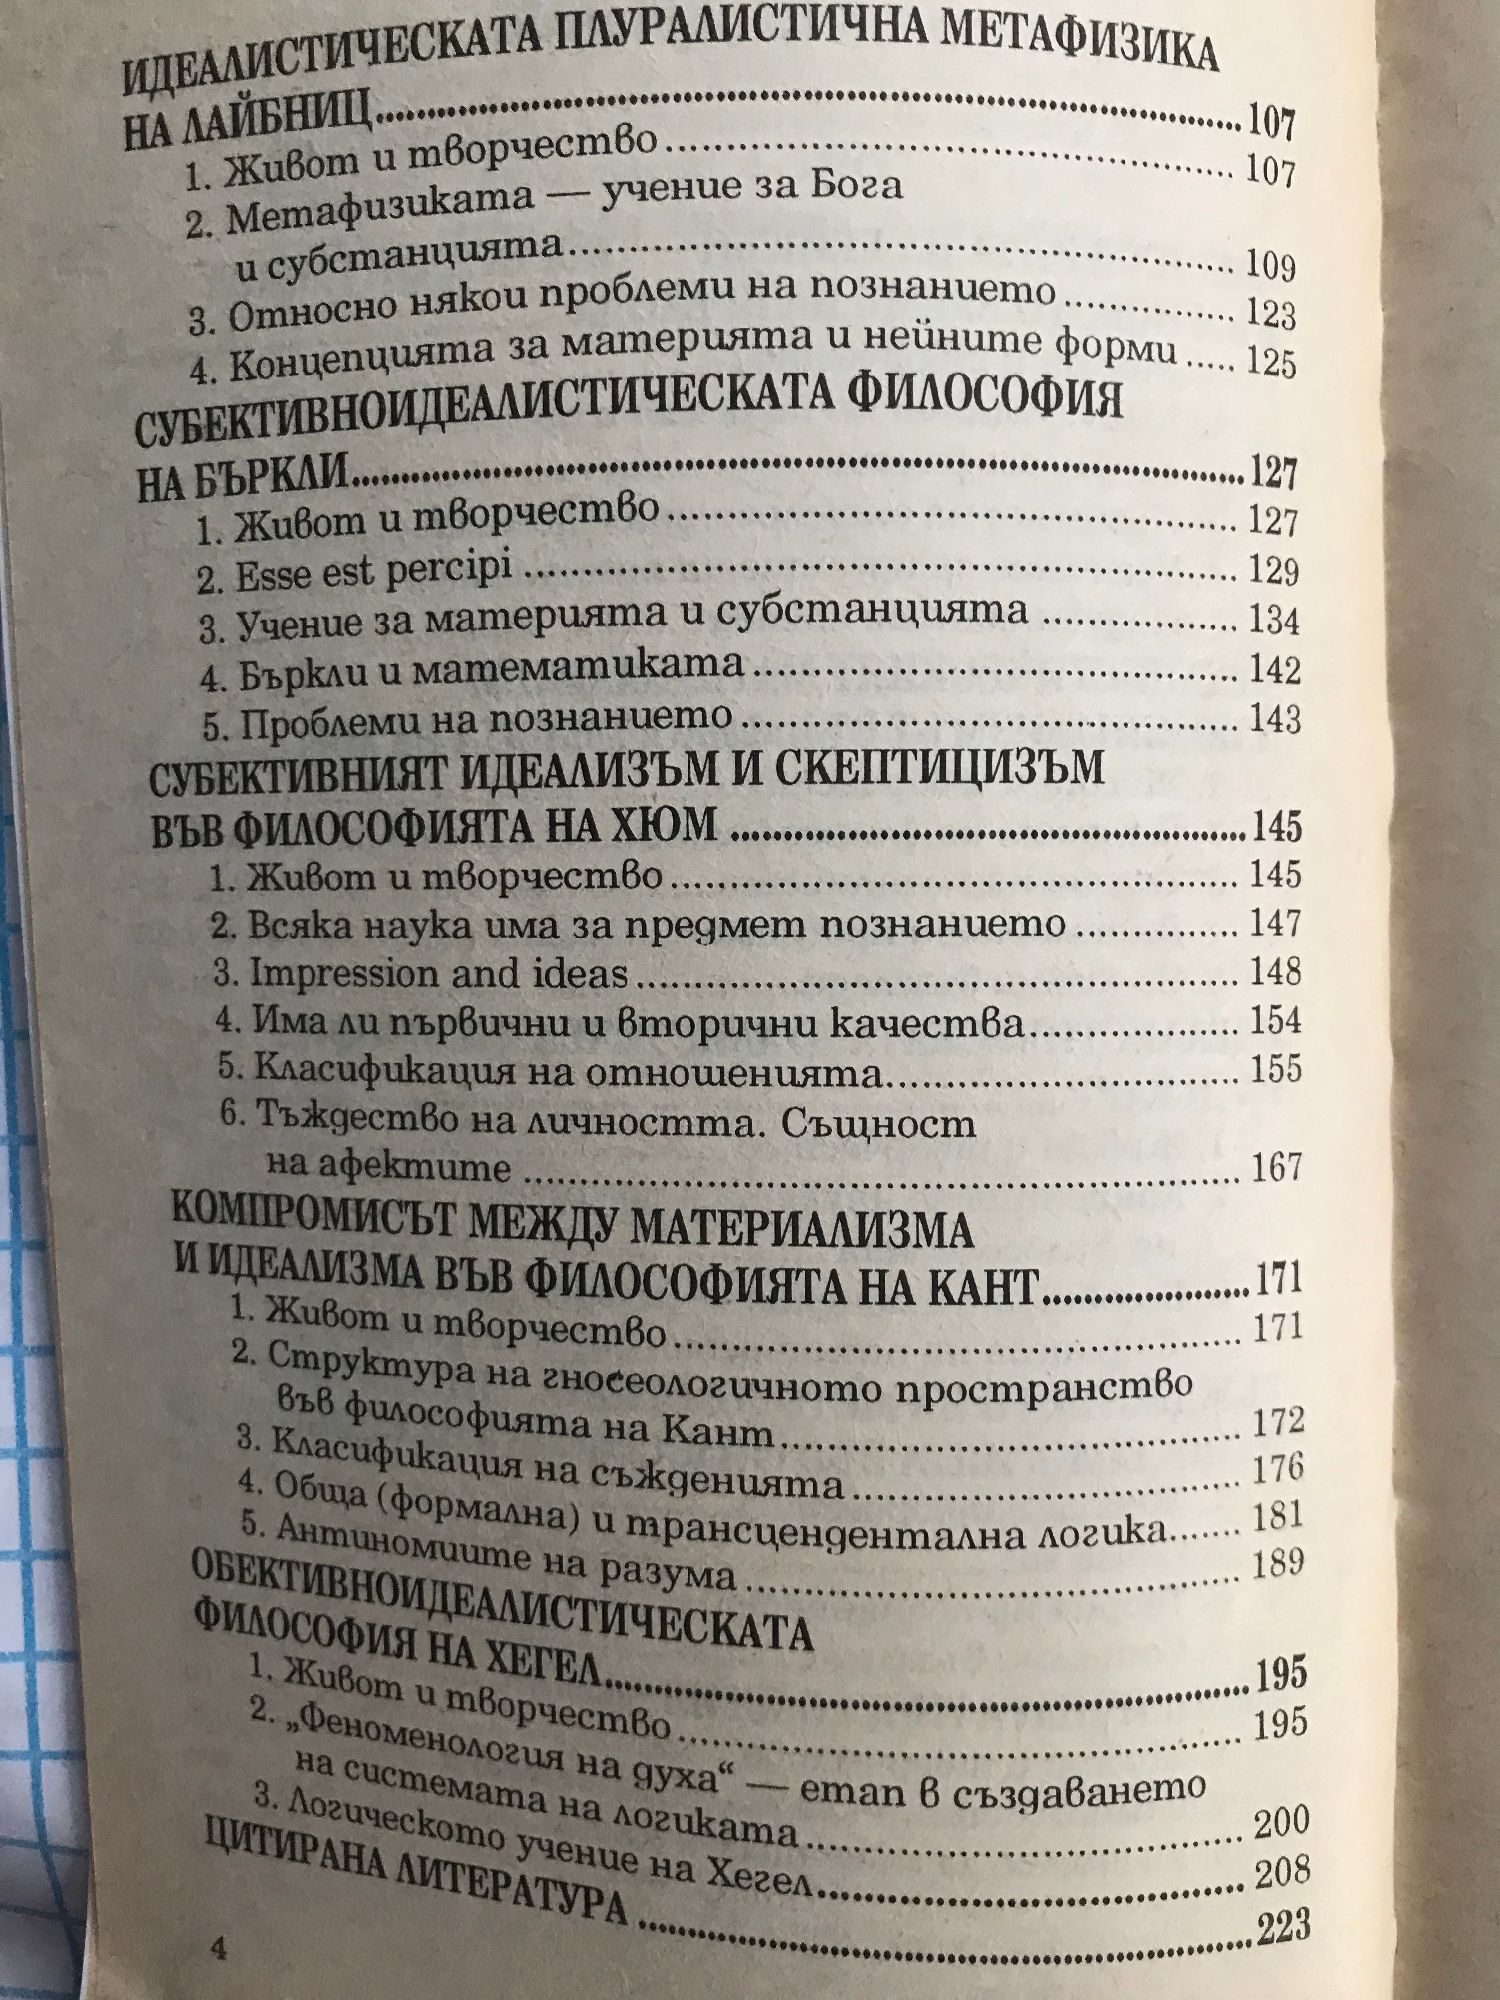 ИДЕАЛИСТИЧЕСКАТА ПЛУРАЛИСТИЧНА МЕТАФИЗИКА
НА ЛАЙБНИЦ........................................107
1. Живот и творчество........................................ 107
2. Метафизиката — учение за Бога
и субстанцията........................................ 109
3. Относно някои проблеми на познанието............... 123
4. Концепцията за материята и нейните форми ..... 125
СУБЕКТИВНОИДЕАЛИСТИЧЕСКАТА ФИЛОСОФИЯ
НА БЪРКЛИ........................................127
1. Живот и творчество........................................ 127
2. Esse est percipi ........................................ 129
3. Учение за материята и субстанцията ................. 134
4. Бъркли и математиката........................................ 142
5. Проблеми на познанието........................................ 143
СУБЕКТИВНИЯТ ИДЕАЛИЗЪМ И СКЕПТИЦИЗЪМ
ВЪВ ФИЛОСОФИЯТА НА ХЮМ ........................................145
1. Живот и творчество........................................ 145
2. Всяка наука има за предмет познанието .............. 147
3. Impression and ideas........................................ 148
4. Има ли първични и вторични качества.................. 154
5. Класификация на отношенията.............................. 155
6. Тъждество на личността. Същност
на афектите ........................................ 167
КОМПРОМИСЪТ МЕЖДУ МАТЕРИАЛИЗМА
И ИДЕАЛИЗМА ВЪВ ФИЛОСОФИЯТА НА КАНТ.....................171
1. Живот и творчество........................................ 171
2. Структура на гносеологичното пространство
във философията на Кант........................................ 172
3. Класификация на съжденията.................................. 176
4. Обща (формална) и трансцендентална логика....... 181
5. Антиномиите на разума........................................ 189
ОБЕКТИВНОИДЕАЛИСТИЧЕСКАТА
ФИЛОСОФИЯ НА ХЕГЕЛ........................................195
1. Живот и творчество........................................ 195
2. „Феноменология на духа“ — етап в създаването
на системата на логиката........................................ 200
3. Логическото учение на Хегел........................................ 208
ЦИТИРАНА ЛИТЕРАТУРА ........................................223
4